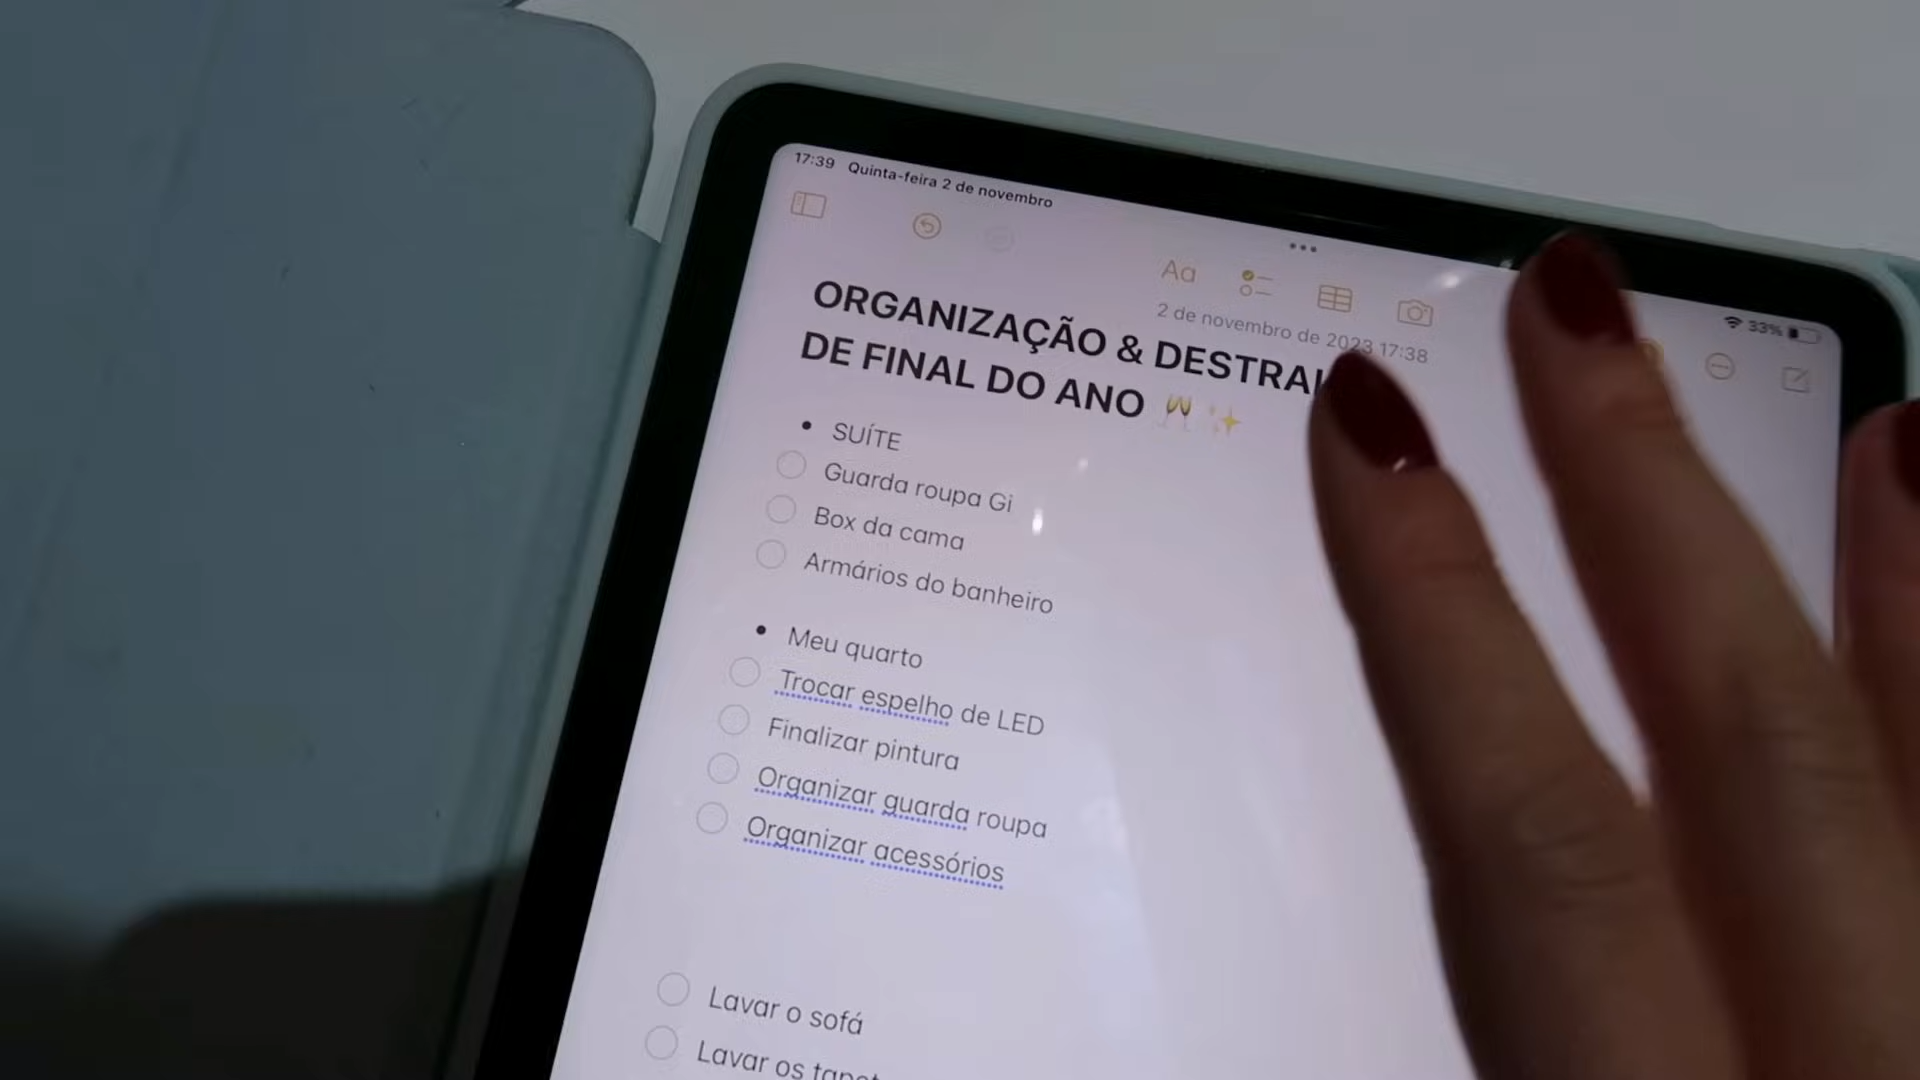 17:39 Quinta-feira 2 de novembro
33%
Aa
2 de novembro de 2023 17:38
ORGANIZAÇÃO &
DE FINAL DO ANO 🥂✨
• SUÍTE
Guarda roupa Gi
Box da cama
Armários do banheiro
• Meu quarto
Trocar espelho de LED
Finalizar pintura
Organizar guarda roupa
Organizar acessórios
Lavar o sofá
Lavar os